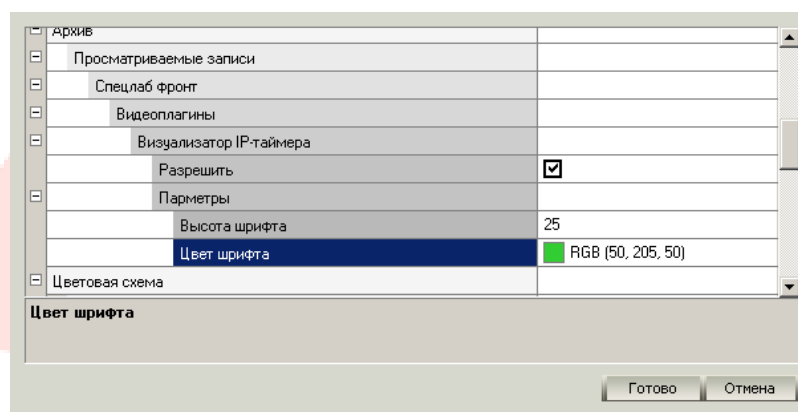 Архив
Просматриваемые записи
Спецлаб фронт
Видеоплагины
Визуализатор IP-таймера
Разрешить
Парметры
Высота шрифта 25
Цвет шрифта RGB (50, 205, 50)
Цветовая схема
Цвет шрифта
Готово Отмена